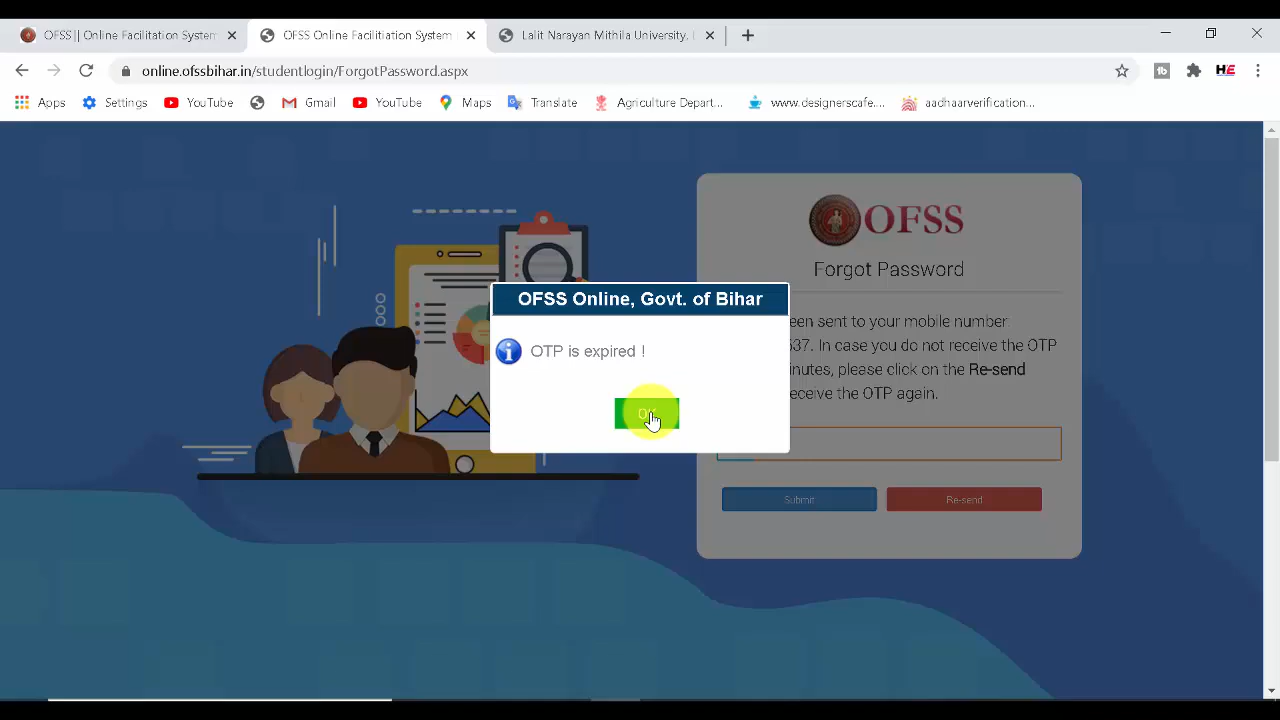 OFSS || Online Facilitation System
OFSS Online Facilitiation System
Lalit Narayan Mithila University,
online.ofssbihar.in/studentlogin/ForgotPassword.aspx
Apps
Settings
YouTube
Gmail
YouTube
Maps
Translate
Agriculture Depart...
www.designerscafe....
aadhaarverification...
OFSS
Forgot Password
een sent to your mobile number:
537. In case you do not receive the OTP
inutes, please click on the Re-send
eceive the OTP again.
Submit
Re-send
OFSS Online, Govt. of Bihar
OTP is expired !
OK